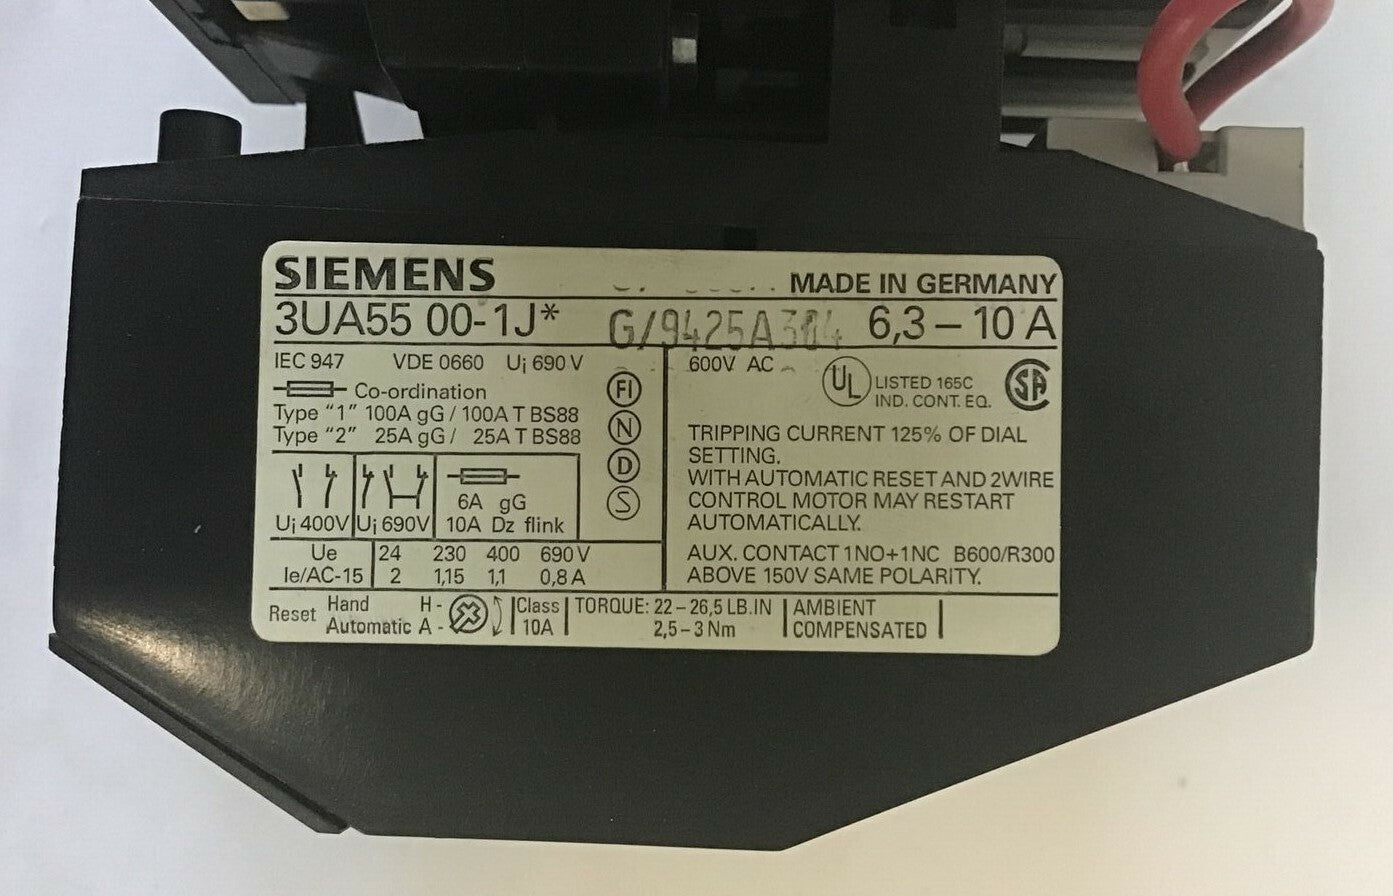 SIEMENS MADE IN GERMANY
3UA55 00-1J* 6,3 – 10 A
IEC 947 VDE 0660 Ui 690 V
Co-ordination
Type "1" 100A gG / 100A T BS88
Type "2" 25A gG / 25A T BS88
FI
N
D
S
6A gG
Ui 400V Ui 690V 10A Dz flink
Ue 24 230 400 690 V
Ie/AC-15 2 1,15 1,1 0,8 A
600V AC UL LISTED 165C SA
IND. CONT. EQ.
TRIPPING CURRENT 125% OF DIAL
SETTING.
WITH AUTOMATIC RESET AND 2WIRE
CONTROL MOTOR MAY RESTART
AUTOMATICALLY.
AUX. CONTACT 1NO+1NC B600/R300
ABOVE 150V SAME POLARITY.
Reset Hand H -
Automatic A -
Class
10A
TORQUE: 22 – 26,5 LB.IN
2,5 – 3 Nm
AMBIENT
COMPENSATED